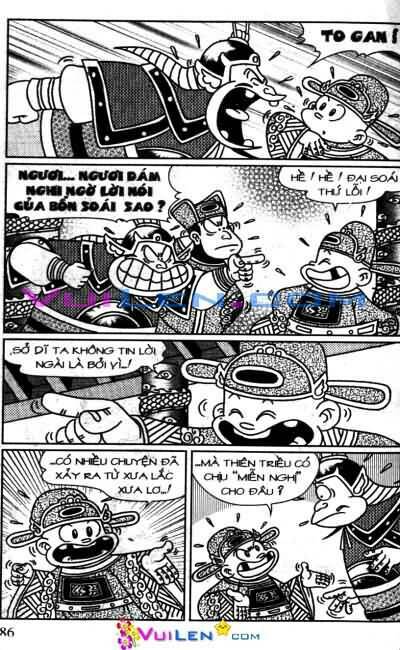 TO GAN!
NGƯƠI... NGƯƠI DÁM
NGHI NGỜ LỜI NÓI
CỦA BỔN SOÁI SAO?
HỀ! HỀ! ĐẠI SOÁI
THỨ LỖI!
VUILEN.COM
SỞ DĨ TA KHÔNG TIN LỜI
NGÀI LÀ BỞI VÌ...!
...CÓ NHIỀU CHUYỆN ĐÃ
XẢY RA TỪ XƯA LẮC
XƯA LƠ...!
...MÀ THIÊN TRIỀU CÓ
CHỊU "MIỄN NGHỊ"
CHO ĐÂU?
86
VUILEN.COM